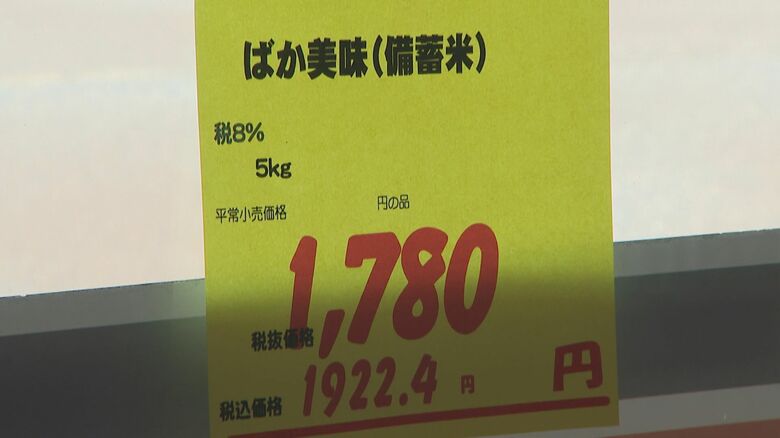 ばか美味(備蓄米)
税8%
5kg
平常小売価格 円の品
1,780
税抜価格
円
税込価格 1922.4 円